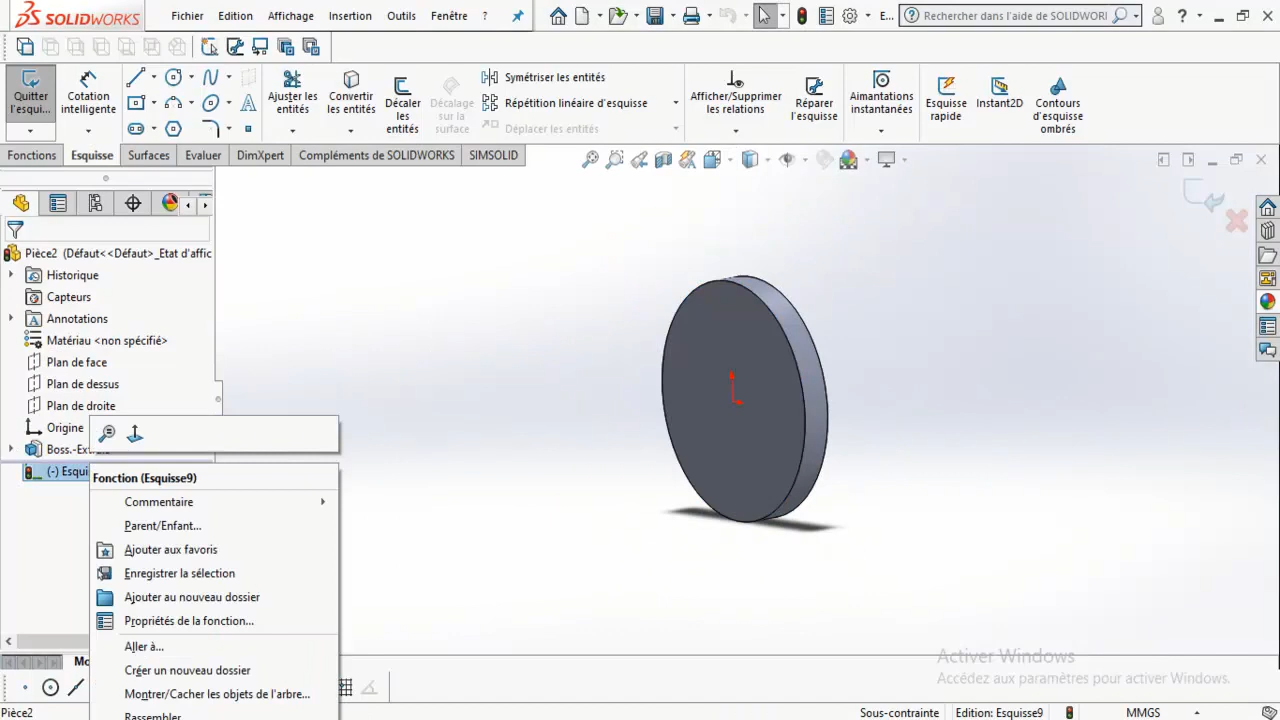 SOLIDWORKS
Fichier Edition Affichage Insertion Outils Fenêtre ?
E...
Rechercher dans l'aide de SOLIDWORI
?
Quitter l'esqui...
Cotation intelligente
Ajuster les entités
Convertir les entités
Décaler les entités
Décalage sur la surface
Symétriser les entités
Répétition linéaire d'esquisse
Déplacer les entités
Afficher/Supprimer les relations
Réparer l'esquisse
Aimantations instantanées
Esquisse rapide
Instant2D
Contours d'esquisse ombrés
Fonctions Esquisse Surfaces Evaluer DimXpert Compléments de SOLIDWORKS SIMSOLID
Pièce2 (Défaut<<Défaut>_Etat d'affic
Historique
Capteurs
Annotations
Matériau <non spécifié>
Plan de face
Plan de dessus
Plan de droite
Origine
Boss.-Extru
(-) Esqui
Fonction (Esquisse9)
Commentaire
Parent/Enfant...
Ajouter aux favoris
Enregistrer la sélection
Ajouter au nouveau dossier
Propriétés de la fonction...
Aller à...
Créer un nouveau dossier
Montrer/Cacher les objets de l'arbre...
Rassembler
Mo
Activer Windows
Accédez aux paramètres pour activer Windows.
Pièce2
Sous-contrainte
Edition: Esquisse9
MMGS